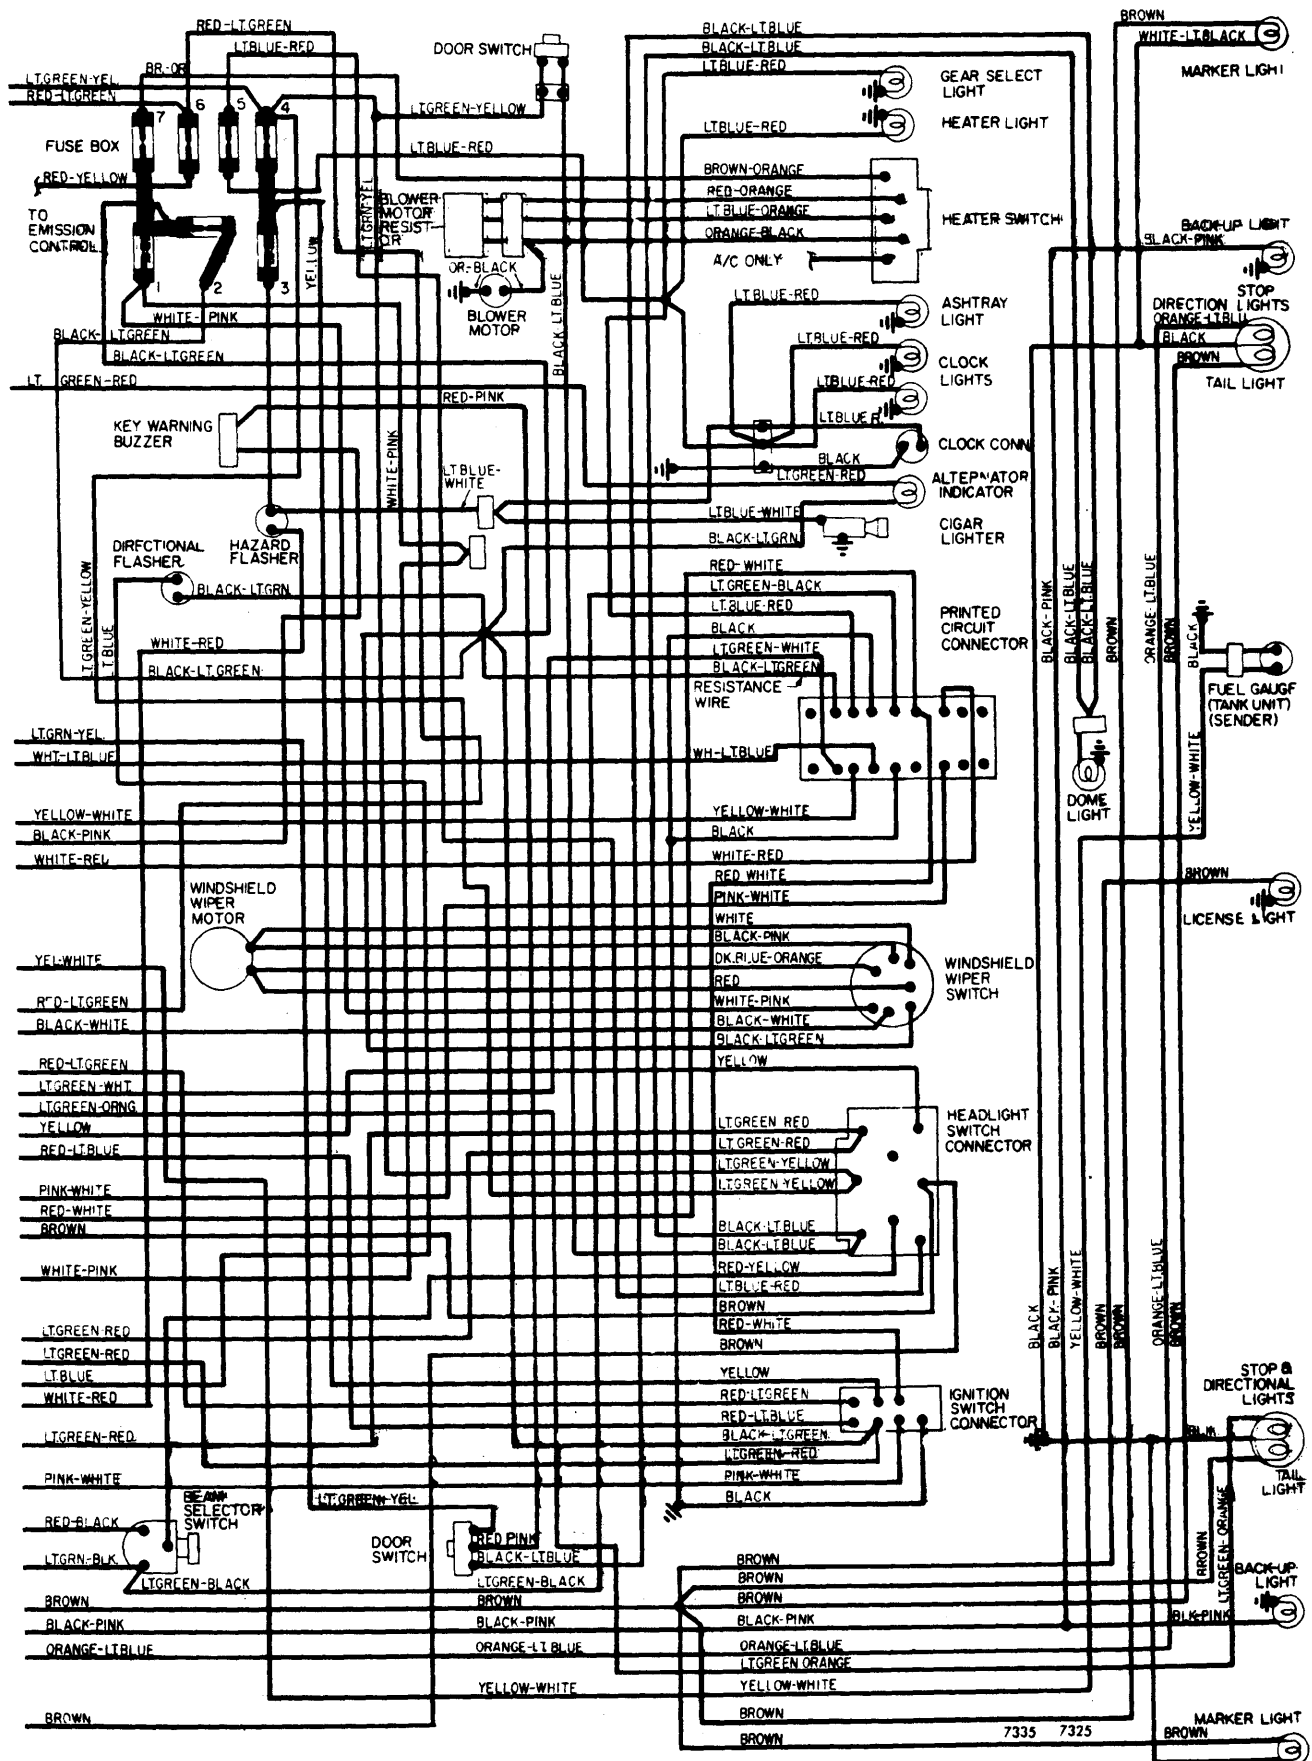 RED-LT.GREEN
LT.BLUE-RED
BR.-OR
LT.GREEN-YEL.
RED-LT.GREEN
7
6
5
4
FUSE BOX
RED-YELLOW
TO
EMISSION
CONTROL
1
2
3
WHITE-PINK
BLACK-LT.GREEN
BLACK-LT.GREEN
LT. GREEN-RED
DOOR SWITCH
LT.GREEN-YELLOW
LT.BLUE-RED
LT.GRN-YEL
YELLOW
BLOWER
MOTOR
RESIST
OR
OR-BLACK
BLOWER
MOTOR
BLACK-LT.BLUE
RED-PINK
KEY WARNING
BUZZER
WHITE-PINK
LT.BLUE-
WHITE
DIRECTIONAL
FLASHER
HAZARD
FLASHER
BLACK-LT.GRN.
LT.GREEN-YELLOW
LT.BLUE
WHITE-RED
BLACK-LT.GREEN
BLACK-LT.BLUE
BLACK-LT.BLUE
LT.BLUE-RED
GEAR SELECT
LIGHT
LT.BLUE-RED
HEATER LIGHT
BROWN-ORANGE
RED-ORANGE
LT.BLUE-ORANGE
ORANGE-BLACK
A/C ONLY
HEATER SWITCH
LT.BLUE-RED
ASHTRAY
LIGHT
LT.BLUE-RED
CLOCK
LIGHTS
LT.BLUE-RED
LT.BLUE R.
CLOCK CONN
BLACK
LT.GREEN-RED
ALTERNATOR
INDICATOR
LT.BLUE-WHITE
CIGAR
LIGHTER
BLACK-LT.GRN
RED-WHITE
LT.GREEN-BLACK
LT.BLUE-RED
BLACK
LT.GREEN-WHITE
BLACK-LT.GREEN
PRINTED
CIRCUIT
CONNECTOR
RESISTANCE
WIRE
WH-LT.BLUE
BROWN
WHITE-LT.BLACK
MARKER LIGHT
BACK-UP LIGHT
BLACK-PINK
STOP
DIRECTION LIGHTS
ORANGE-LT.BLU
BLACK
BROWN
TAIL LIGHT
BLACK-PINK
BLACK-LT.BLUE
BLACK-LT.BLUE
BROWN
ORANGE-LT.BLUE
BROWN
BLACK
FUEL GAUGE
(TANK UNIT)
(SENDER)
YELLOW-WHITE
DOME
LIGHT
LT.GRN-YEL.
WHT-LT.BLUE
YELLOW-WHITE
BLACK-PINK
WHITE-RED
YELLOW-WHITE
BLACK
WHITE-RED
RED WHITE
PINK-WHITE
WHITE
BLACK-PINK
DK.BLUE-ORANGE
RED
WHITE-PINK
BLACK-WHITE
BLACK-LT.GREEN
YELLOW
WINDSHIELD
WIPER
MOTOR
WINDSHIELD
WIPER
SWITCH
BROWN
LICENSE LIGHT
YEL-WHITE
RED-LT.GREEN
BLACK-WHITE
RED-LT.GREEN
LT.GREEN-WHT.
LT.GREEN-ORNG.
YELLOW
RED-LT.BLUE
PINK-WHITE
RED-WHITE
BROWN
WHITE-PINK
LT.GREEN-RED
LT.GREEN-RED
LT.BLUE
WHITE-RED
LT.GREEN-RED
PINK-WHITE
LT.GREEN RED
LT.GREEN-RED
LT.GREEN-YELLOW
LT.GREEN YELLOW
BLACK-LT.BLUE
BLACK-LT.BLUE
RED-YELLOW
LT.BLUE-RED
BROWN
RED-WHITE
BROWN
HEADLIGHT
SWITCH
CONNECTOR
YELLOW
RED-LT.GREEN
RED-LT.BLUE
BLACK-LT.GREEN
LT.GREEN-RED
PINK-WHITE
BLACK
IGNITION
SWITCH
CONNECTOR
BLACK
BLACK-PINK
YELLOW-WHITE
BROWN
BROWN
ORANGE-LT.BLUE
BROWN
STOP &
DIRECTIONAL
LIGHTS
BLK
TAIL
LIGHT
BROWN
LT.GREEN-ORANGE
BACK-UP
LIGHT
BLK-PINK
BEAM
SELECTOR
SWITCH
RED-BLACK
LT.GRN.-BLK.
LT.GREEN-BLACK
LT.GREEN-YEL
DOOR
SWITCH
RED PINK
BLACK-LT.BLUE
LT.GREEN-BLACK
BROWN
BROWN
BLACK-PINK
BLACK-PINK
ORANGE-LT.BLUE
ORANGE-LT.BLUE
YELLOW-WHITE
BROWN
BROWN
BROWN
BROWN
BLACK-PINK
ORANGE-LT.BLUE
LT.GREEN ORANGE
YELLOW-WHITE
BROWN
BROWN
7335 7325
MARKER LIGHT
BROWN